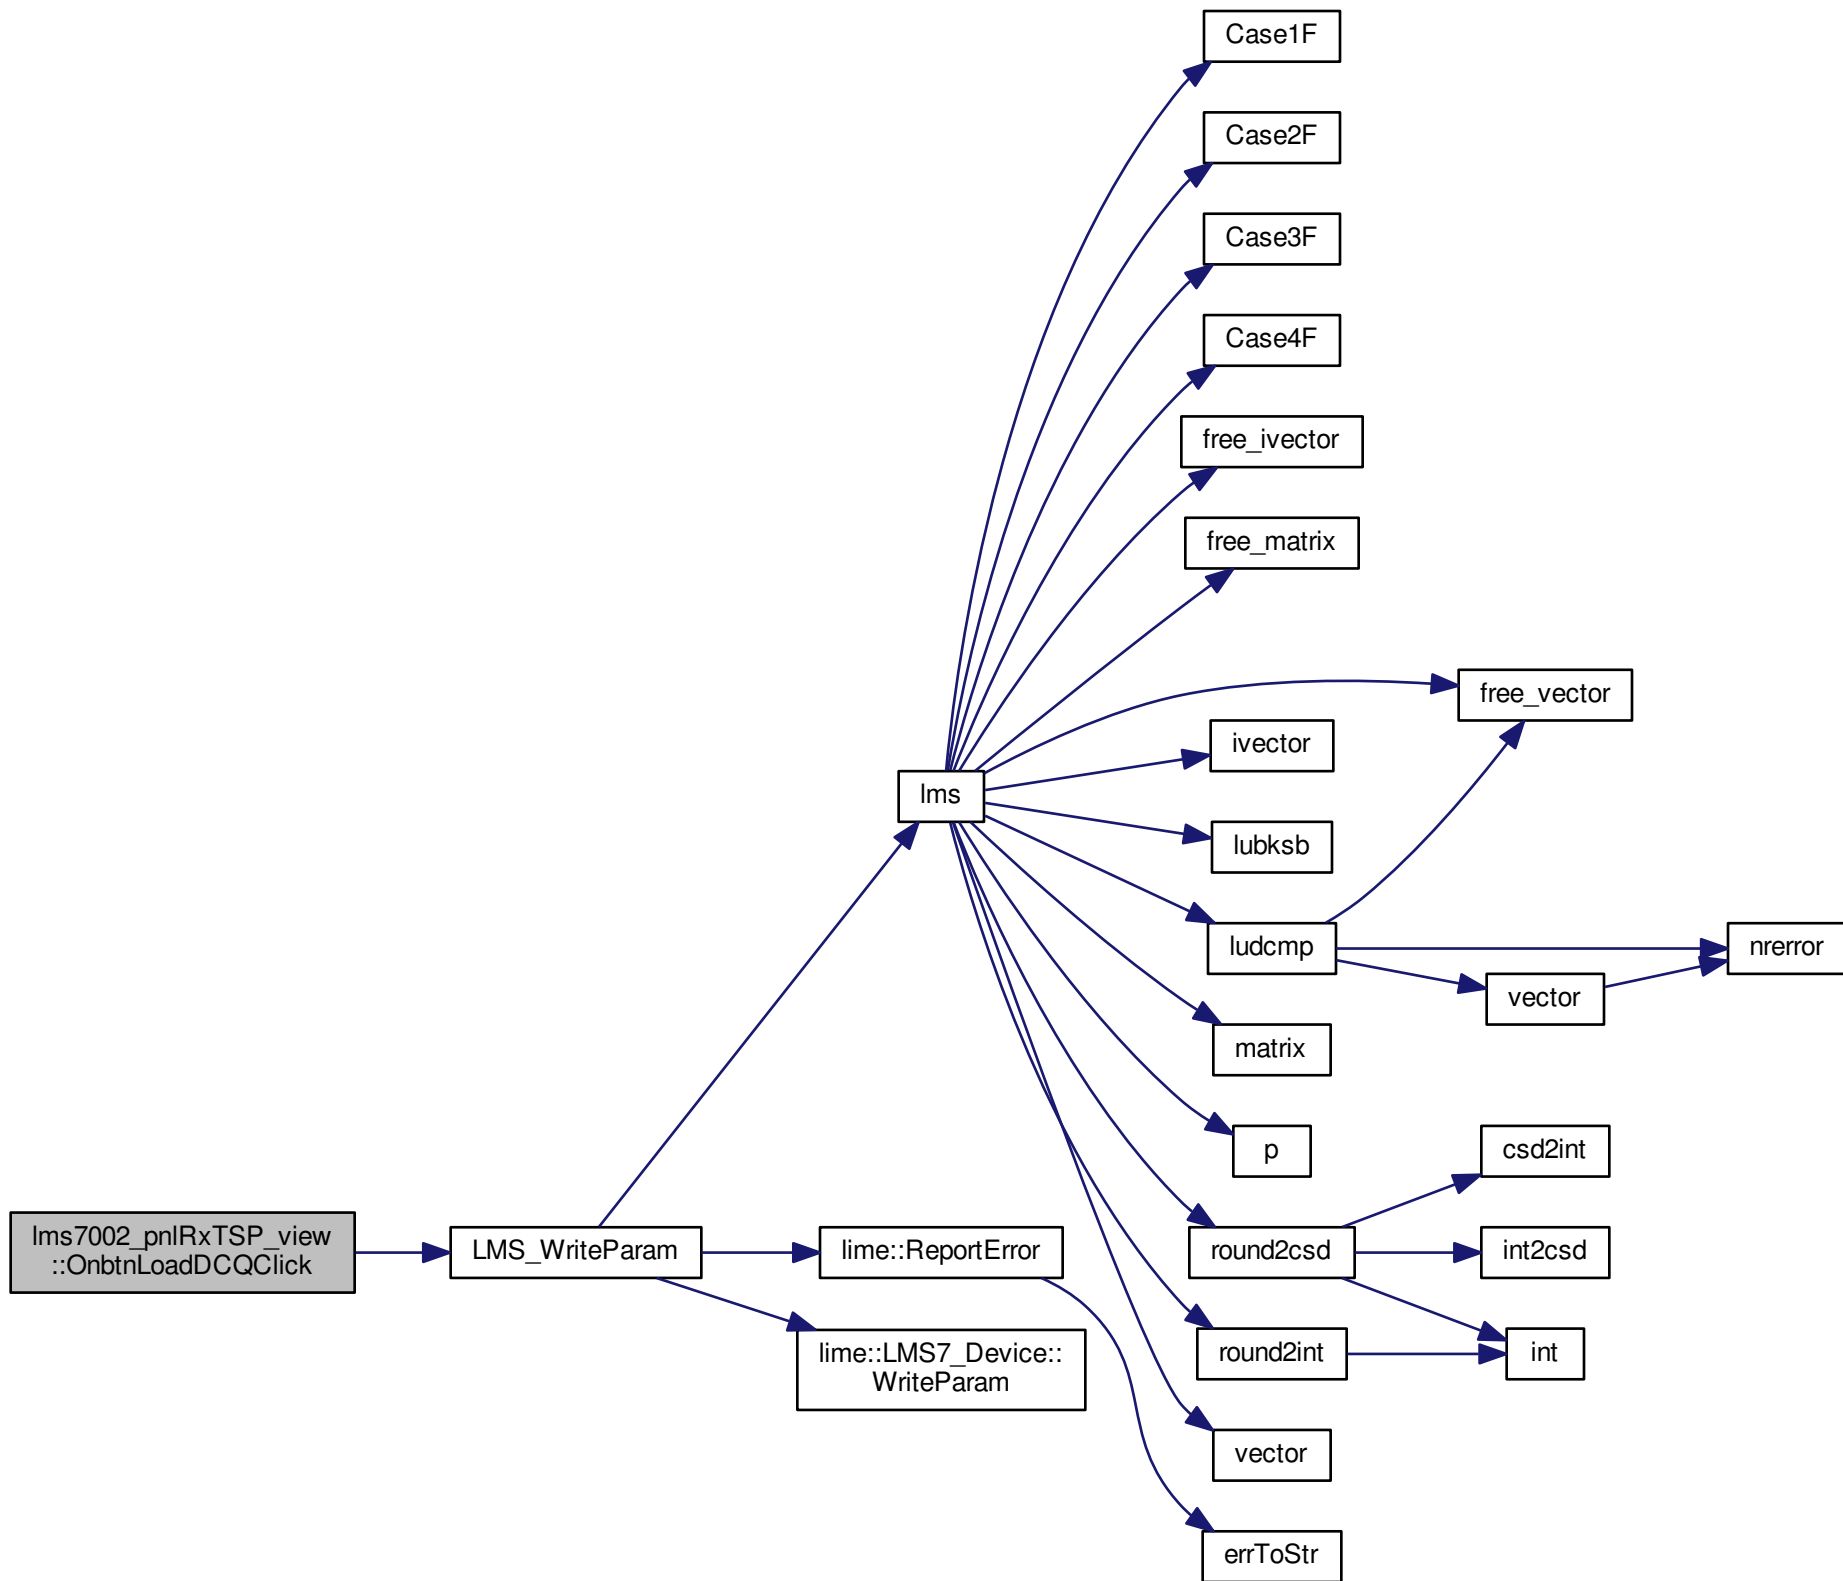 Case1F
Case2F
Case3F
Case4F
free_ivector
free_matrix
free_vector
ivector
lms
lubksb
ludcmp
nrerror
vector
matrix
p
csd2int
lms7002_pnlRxTSP_view
::OnbtnLoadDCQClick
LMS_WriteParam
lime::ReportError
round2csd
int2csd
lime::LMS7_Device::
WriteParam
round2int
int
vector
errToStr